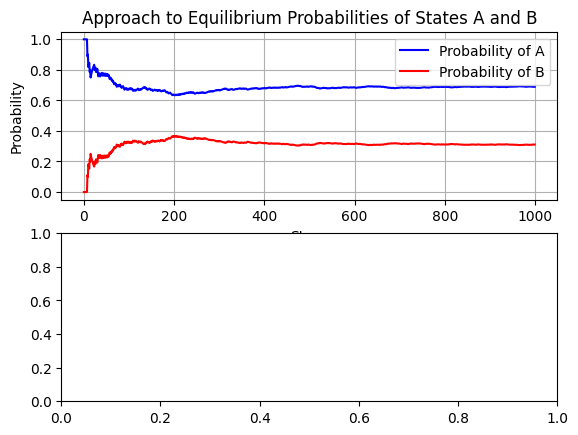 Approach to Equilibrium Probabilities of States A and B
1.0
0.8
0.6
0.4
0.2
0.0
Probability
Probability of A
Probability of B
0 200 400 600 800 1000
1.0
0.8
0.6
0.4
0.2
0.0
0.0 0.2 0.4 0.6 0.8 1.0